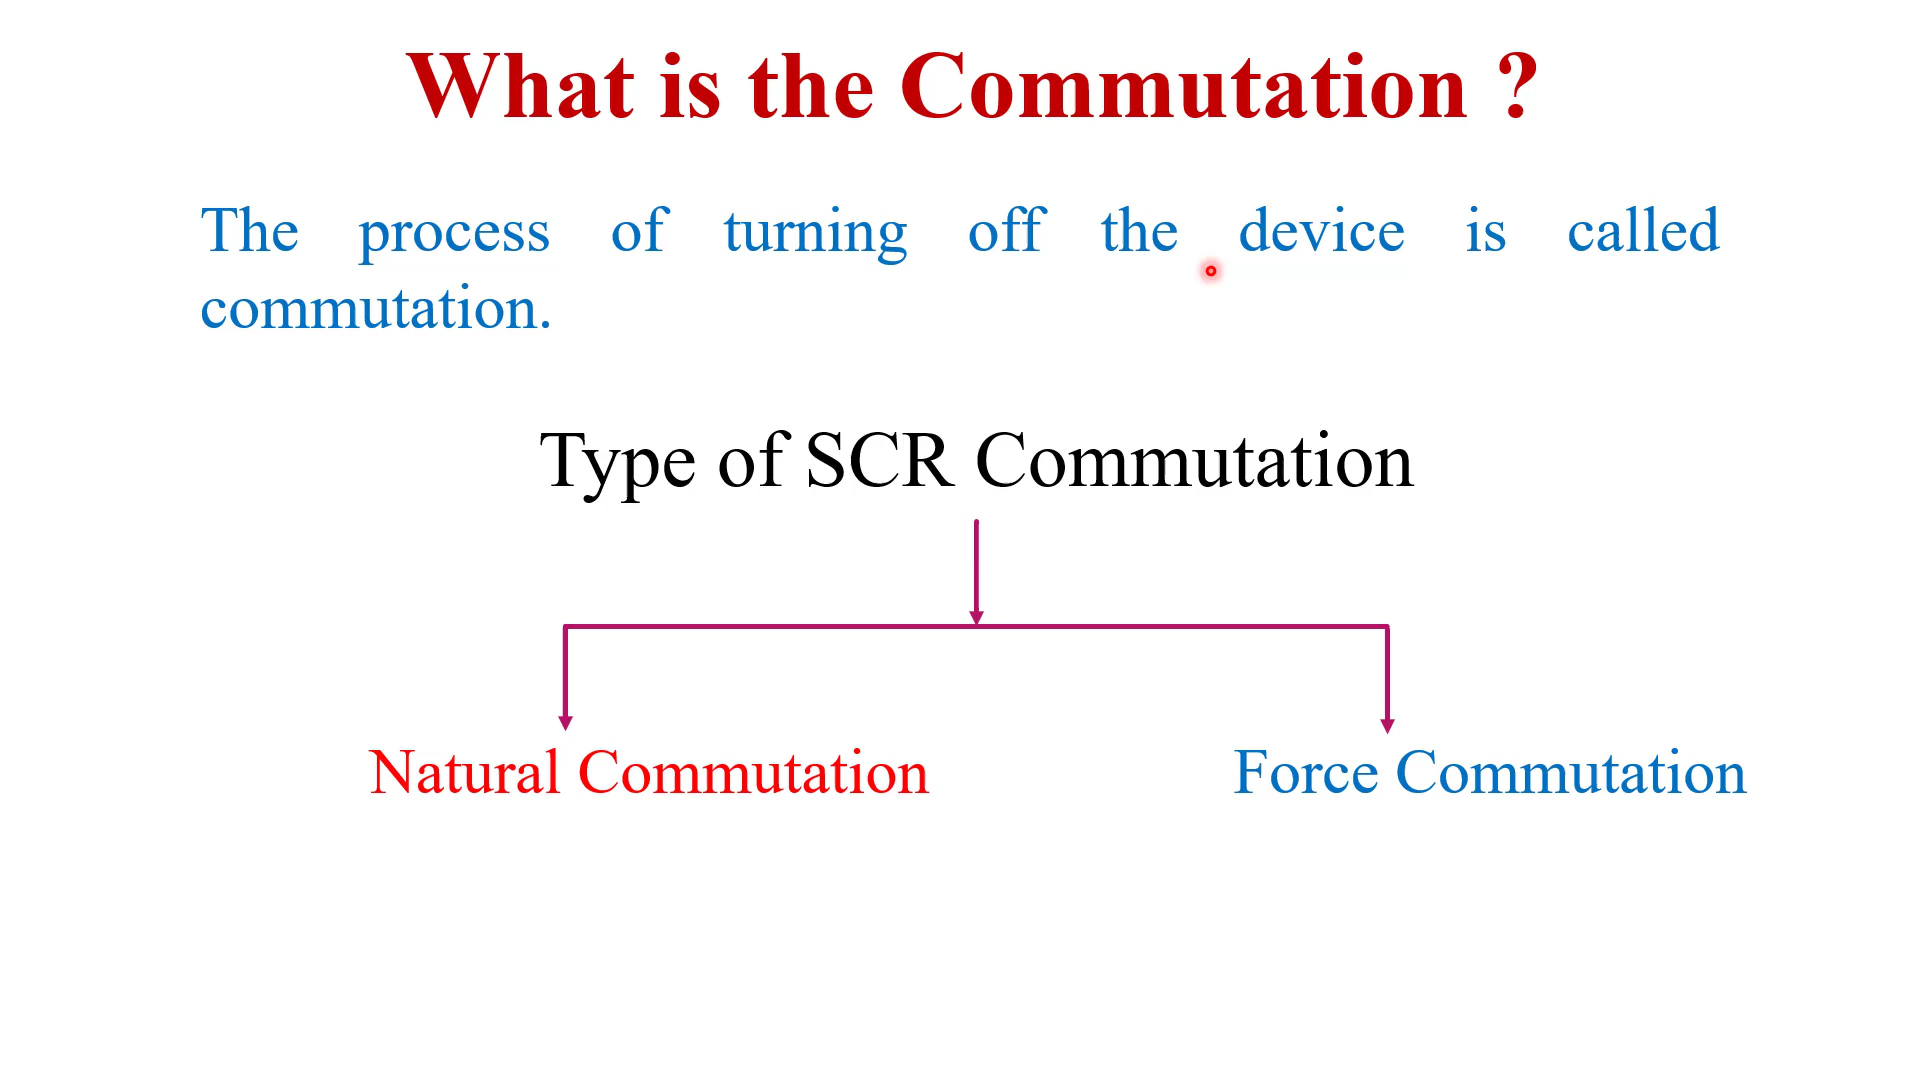 What is the Commutation ?
The process of turning off the device is called
commutation.
Type of SCR Commutation
Natural Commutation
Force Commutation